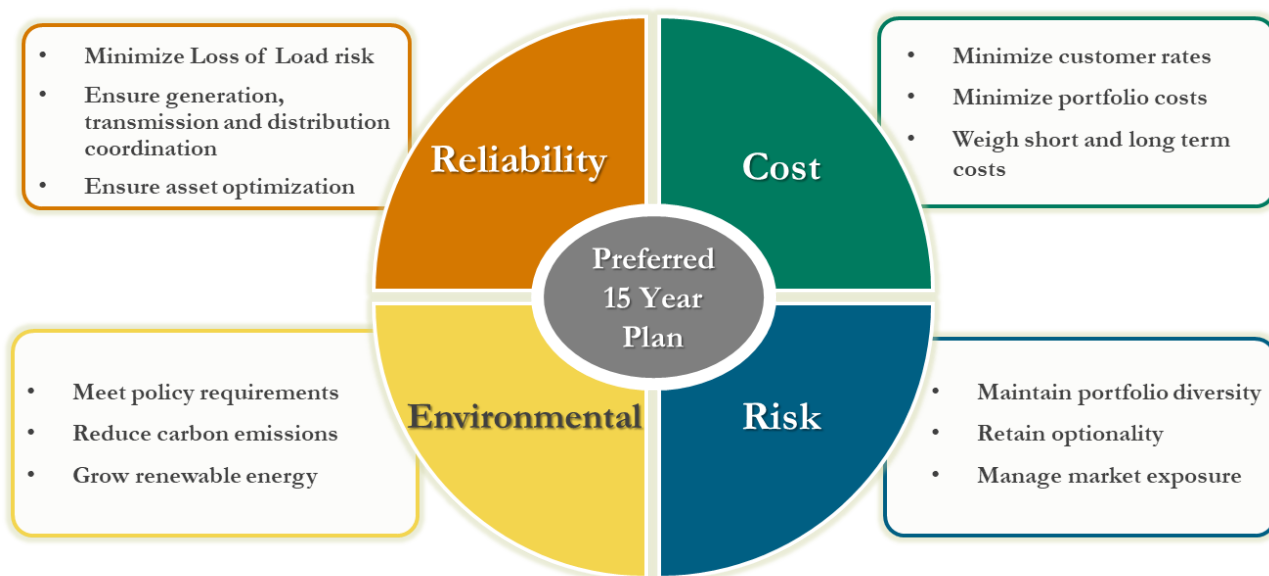 • Minimize Loss of Load risk
• Ensure generation,
transmission and distribution
coordination
• Ensure asset optimization
Reliability
Cost
• Minimize customer rates
• Minimize portfolio costs
• Weigh short and long term
costs
Preferred
15 Year
Plan
• Meet policy requirements
• Reduce carbon emissions
• Grow renewable energy
Environmental
Risk
• Maintain portfolio diversity
• Retain optionality
• Manage market exposure